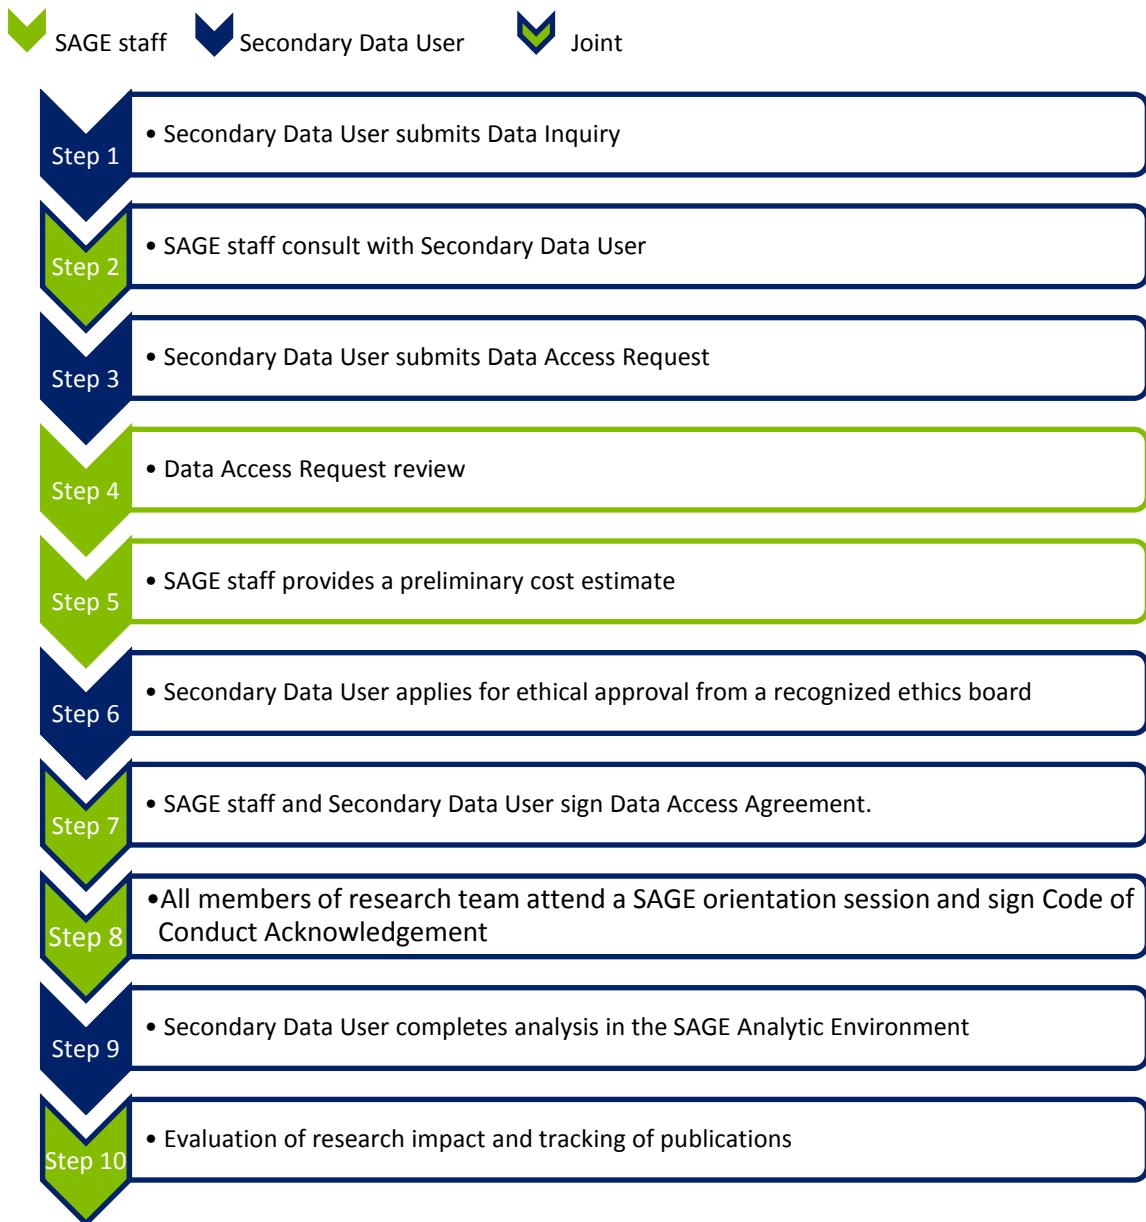 SAGE staff Secondary Data User Joint
Step 1
• Secondary Data User submits Data Inquiry
Step 2
• SAGE staff consult with Secondary Data User
Step 3
• Secondary Data User submits Data Access Request
Step 4
• Data Access Request review
Step 5
• SAGE staff provides a preliminary cost estimate
Step 6
• Secondary Data User applies for ethical approval from a recognized ethics board
Step 7
• SAGE staff and Secondary Data User sign Data Access Agreement.
Step 8
•All members of research team attend a SAGE orientation session and sign Code of
Conduct Acknowledgement
Step 9
• Secondary Data User completes analysis in the SAGE Analytic Environment
Step 10
• Evaluation of research impact and tracking of publications